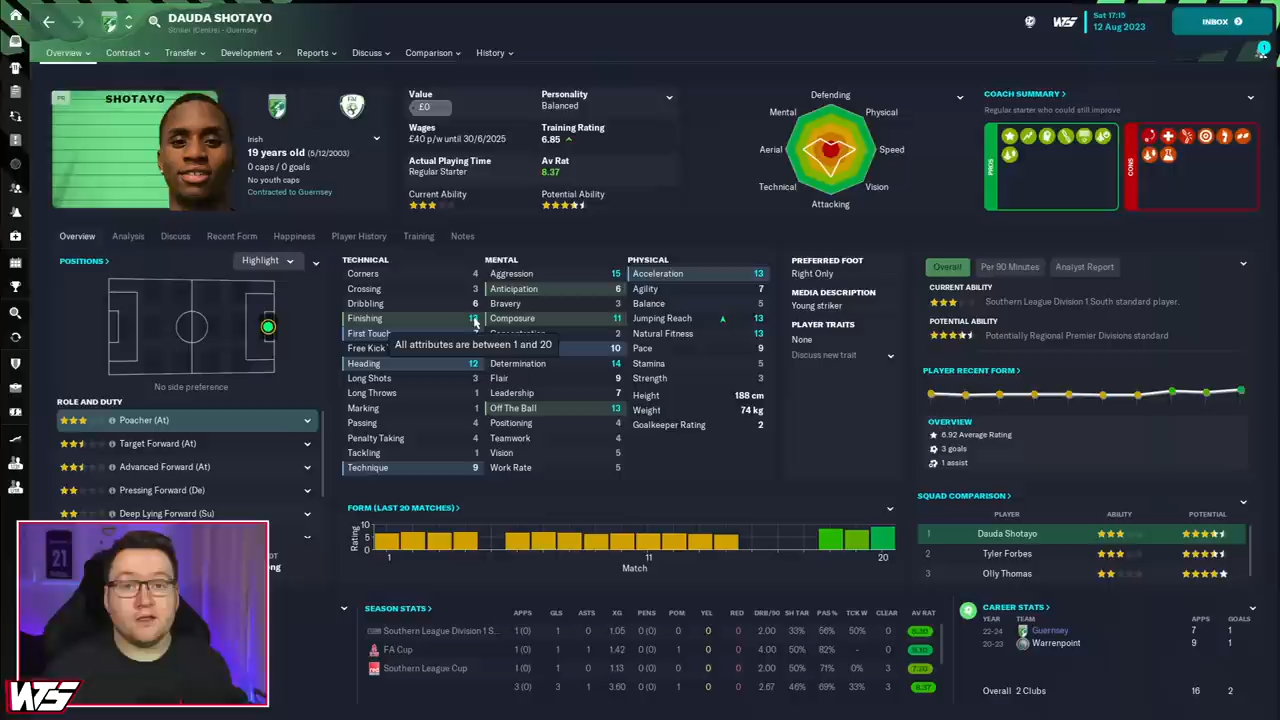 DAUDA SHOTAYO
Striker (Centre) - Guernsey
Sat 17:15
12 Aug 2023
INBOX
1
Overview
Contract
Transfer
Development
Reports
Discuss
Comparison
History
PR
SHOTAYO
Irish
19 years old (5/12/2003)
0 caps / 0 goals
No youth caps
Contracted to Guernsey
Value
£0
Wages
£40 p/w until 30/6/2025
Actual Playing Time
Regular Starter
Current Ability
Personality
Balanced
Training Rating
6.85
Av Rat
8.37
Potential Ability
Defending
Mental
Physical
Aerial
Speed
Technical
Vision
Attacking
COACH SUMMARY >
Regular starter who could still improve
PROS
CONS
Overview
Analysis
Discuss
Recent Form
Happiness
Player History
Training
Notes
POSITIONS >
Highlight
No side preference
ROLE AND DUTY
Poacher (At)
Target Forward (At)
Advanced Forward (At)
Pressing Forward (De)
Deep Lying Forward (Su)
TECHNICAL
Corners 4
Crossing 3
Dribbling 6
Finishing
First Touch
Free Kick
Heading 12
Long Shots 3
Long Throws 1
Marking 1
Passing 4
Penalty Taking 4
Tackling 1
Technique 9
All attributes are between 1 and 20
MENTAL
Aggression 15
Anticipation 6
Bravery 3
Composure 11
Concentration 2
10
Determination 14
Flair 9
Leadership 7
Off The Ball 13
Positioning 4
Teamwork 4
Vision 5
Work Rate 5
PHYSICAL
Acceleration 13
Agility 7
Balance 5
Jumping Reach 13
Natural Fitness 13
Pace 9
Stamina 5
Strength 3
Height 188 cm
Weight 74 kg
Goalkeeper Rating 2
PREFERRED FOOT
Right Only
MEDIA DESCRIPTION
Young striker
PLAYER TRAITS
None
Discuss new trait
Overall
Per 90 Minutes
Analyst Report
CURRENT ABILITY
Southern League Division 1 South standard player.
POTENTIAL ABILITY
Potentially Regional Premier Divisions standard
PLAYER RECENT FORM >
OVERVIEW
6.92 Average Rating
3 goals
1 assist
SQUAD COMPARISON >
PLAYER ABILITY POTENTIAL
1 Dauda Shotayo
2 Tyler Forbes
3 Olly Thomas
FORM (LAST 20 MATCHES) >
Rating
10
5
0
1 11 20
Match
SEASON STATS >
APPS GLS ASTS XG PENS POM YEL RED DRB/90 SH TAR PAS % TCK W CLEAR AV RAT
Southern League Division 1 S... 1 (0) 1 0 1.05 0 (0) 0 0 0 2.00 33% 56% 50% 0
FA Cup 1 (0) 1 1 1.42 0 (0) 1 0 0 4.00 50% 82% - 0
Southern League Cup 1 (0) 1 0 1.13 0 (0) 0 0 0 2.00 50% 71% 0% 3
3 (0) 3 1 3.60 0 (0) 1 0 0 2.67 46% 69% 33% 3 8.37
CAREER STATS >
YEAR TEAM APPS GOALS
22-24 Guernsey 7 1
20-23 Warrenpoint 9 1
Overall 2 Clubs 16 2
21
WTS